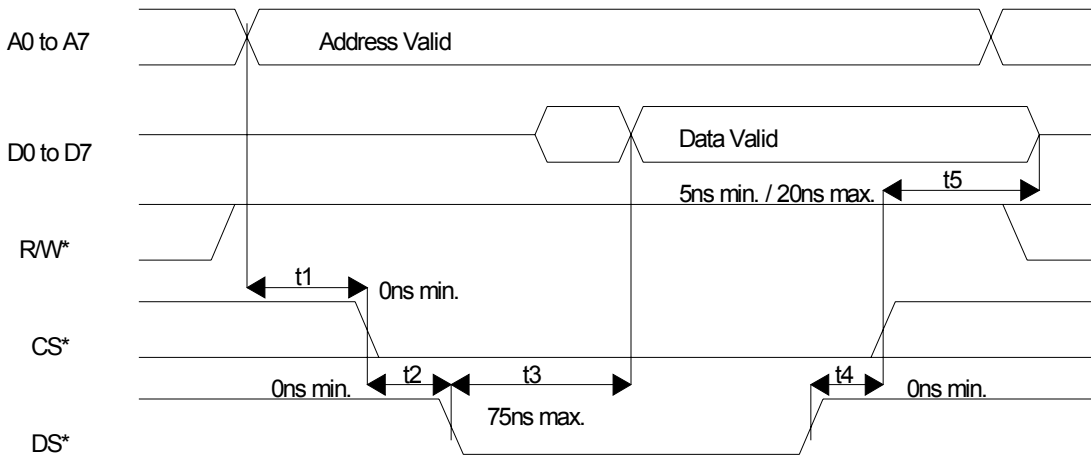 A0 to A7
Address Valid
D0 to D7
Data Valid
t5
5ns min. / 20ns max.
R/W*
t1
0ns min.
CS*
t2
t3
t4
0ns min.
0ns min.
75ns max.
DS*